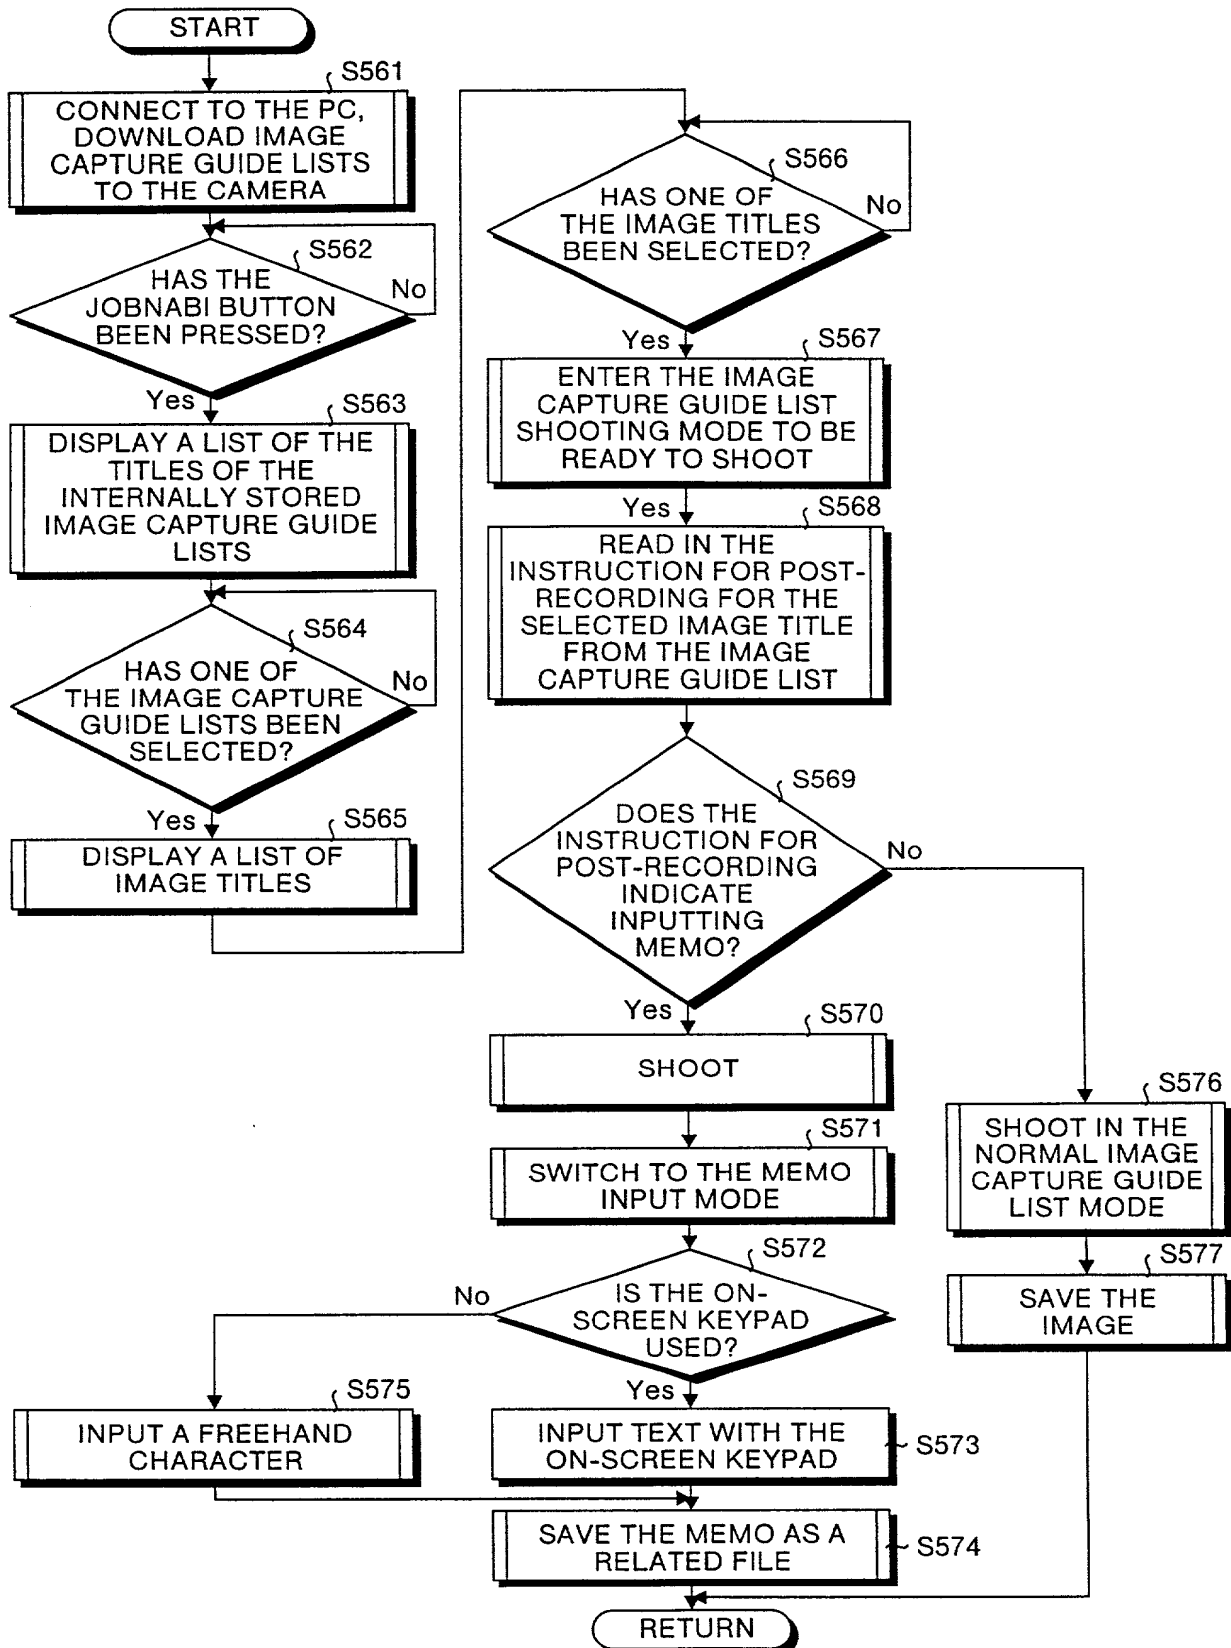 START
S561
CONNECT TO THE PC,
DOWNLOAD IMAGE
CAPTURE GUIDE LISTS
TO THE CAMERA
S562
HAS THE
JOBNABI BUTTON
BEEN PRESSED?
No
Yes
S563
DISPLAY A LIST OF THE
TITLES OF THE
INTERNALLY STORED
IMAGE CAPTURE GUIDE
LISTS
S564
HAS ONE OF
THE IMAGE CAPTURE
GUIDE LISTS BEEN
SELECTED?
No
Yes
S565
DISPLAY A LIST OF
IMAGE TITLES
S566
HAS ONE OF
THE IMAGE TITLES
BEEN SELECTED?
No
Yes
S567
ENTER THE IMAGE
CAPTURE GUIDE LIST
SHOOTING MODE TO BE
READY TO SHOOT
Yes
S568
READ IN THE
INSTRUCTION FOR POST-
RECORDING FOR THE
SELECTED IMAGE TITLE
FROM THE IMAGE
CAPTURE GUIDE LIST
S569
DOES THE
INSTRUCTION FOR
POST-RECORDING
INDICATE
INPUTTING
MEMO?
No
Yes
S570
SHOOT
S571
SWITCH TO THE MEMO
INPUT MODE
S572
IS THE ON-
SCREEN KEYPAD
USED?
No
Yes
S575
INPUT A FREEHAND
CHARACTER
INPUT TEXT WITH THE
ON-SCREEN KEYPAD
S573
SAVE THE MEMO AS A
RELATED FILE
S574
S576
SHOOT IN THE
NORMAL IMAGE
CAPTURE GUIDE
LIST MODE
S577
SAVE THE
IMAGE
RETURN